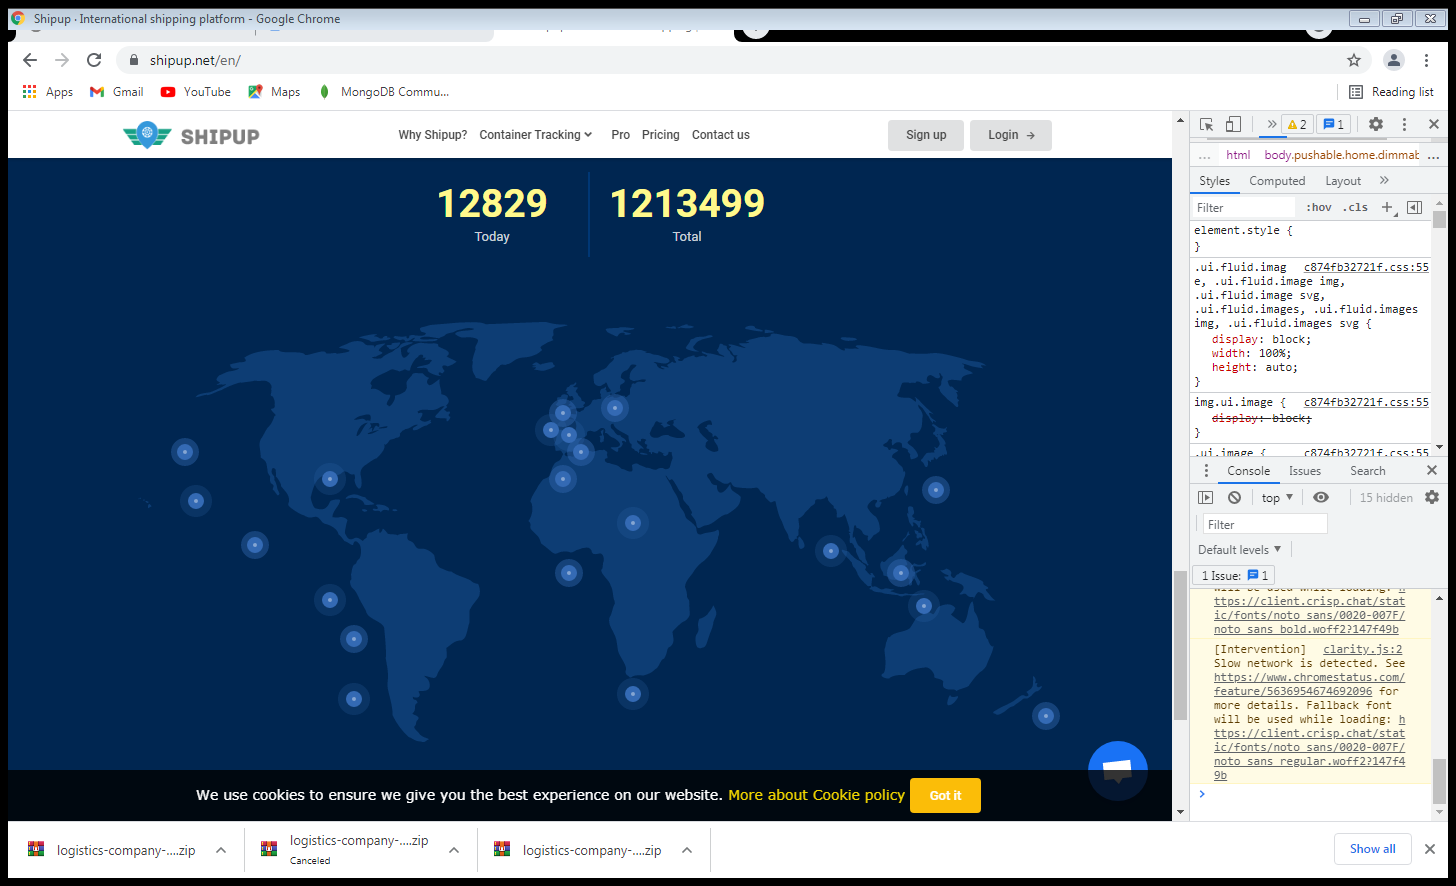 Shipup · International shipping platform - Google Chrome
shipup.net/en/
Apps Gmail YouTube Maps MongoDB Commu... Reading list
SHIPUP Why Shipup? Container Tracking Pro Pricing Contact us Sign up Login →
12829 1213499
Today Total
We use cookies to ensure we give you the best experience on our website. More about Cookie policy Got it
2 1
... html body.pushable.home.dimmab ...
Styles Computed Layout
Filter :hov .cls +
element.style {
}
.ui.fluid.imag c874fb32721f.css:55
e, .ui.fluid.image img,
.ui.fluid.image svg,
.ui.fluid.images, .ui.fluid.images
img, .ui.fluid.images svg {
display: block;
width: 100%;
height: auto;
}
img.ui.image { c874fb32721f.css:55
display: block;
}
.ui.image { c874fb32721f.css:55
Console Issues Search
top 15 hidden
Filter
Default levels
1 Issue: 1
will be used while loading: h
ttps://client.crisp.chat/stat
ic/fonts/noto_sans/0020-007F/
noto_sans_bold.woff2?147f49b
[Intervention] clarity.js:2
Slow network is detected. See
https://www.chromestatus.com/
feature/5636954674692096 for
more details. Fallback font
will be used while loading: h
ttps://client.crisp.chat/stat
ic/fonts/noto_sans/0020-007F/
noto_sans_regular.woff2?147f4
9b
logistics-company-....zip logistics-company-....zip logistics-company-....zip Show all
Canceled